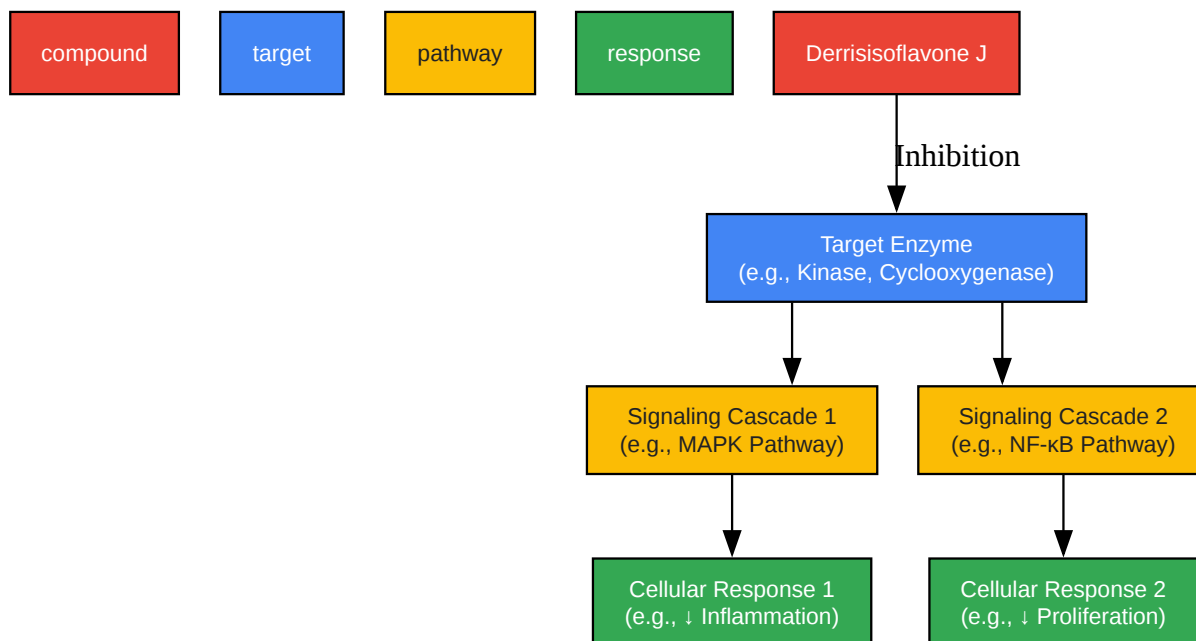 compound
target
pathway
response
Derrisisoflavone J
Inhibition
Target Enzyme
(e.g., Kinase, Cyclooxygenase)
Signaling Cascade 1
(e.g., MAPK Pathway)
Signaling Cascade 2
(e.g., NF-κB Pathway)
Cellular Response 1
(e.g., ↓ Inflammation)
Cellular Response 2
(e.g., ↓ Proliferation)